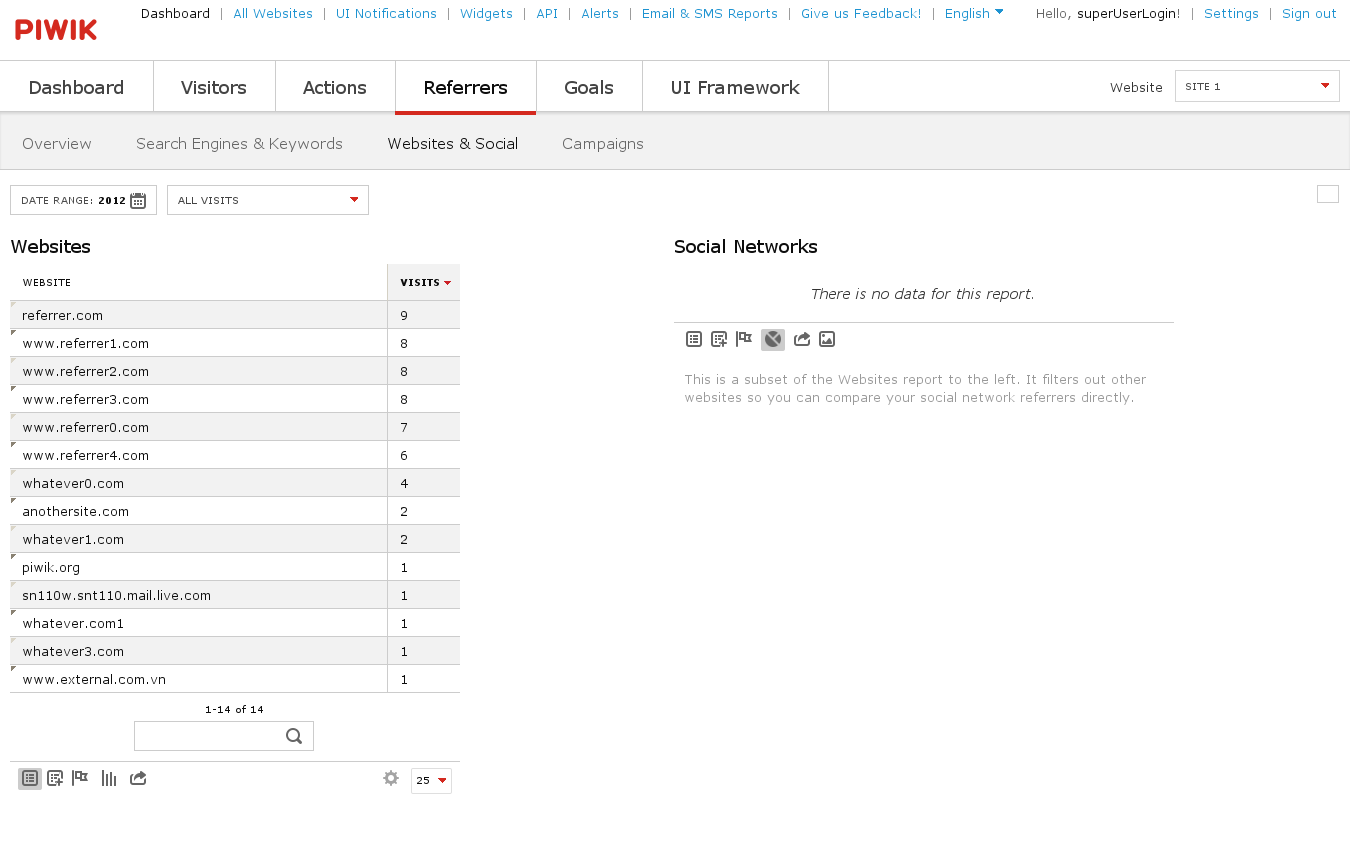 Dashboard | All Websites | UI Notifications | Widgets | API | Alerts | Email & SMS Reports | Give us Feedback! | English Hello, superUserLogin! | Settings | Sign out
PIWIK
Dashboard Visitors Actions Referrers Goals UI Framework Website SITE 1
Overview Search Engines & Keywords Websites & Social Campaigns
DATE RANGE: 2012 ALL VISITS
Websites
WEBSITE VISITS
referrer.com 9
www.referrer1.com 8
www.referrer2.com 8
www.referrer3.com 8
www.referrer0.com 7
www.referrer4.com 6
whatever0.com 4
anothersite.com 2
whatever1.com 2
piwik.org 1
sn110w.snt110.mail.live.com 1
whatever.com1 1
whatever3.com 1
www.external.com.vn 1
1-14 of 14
25
Social Networks
There is no data for this report.
This is a subset of the Websites report to the left. It filters out other
websites so you can compare your social network referrers directly.